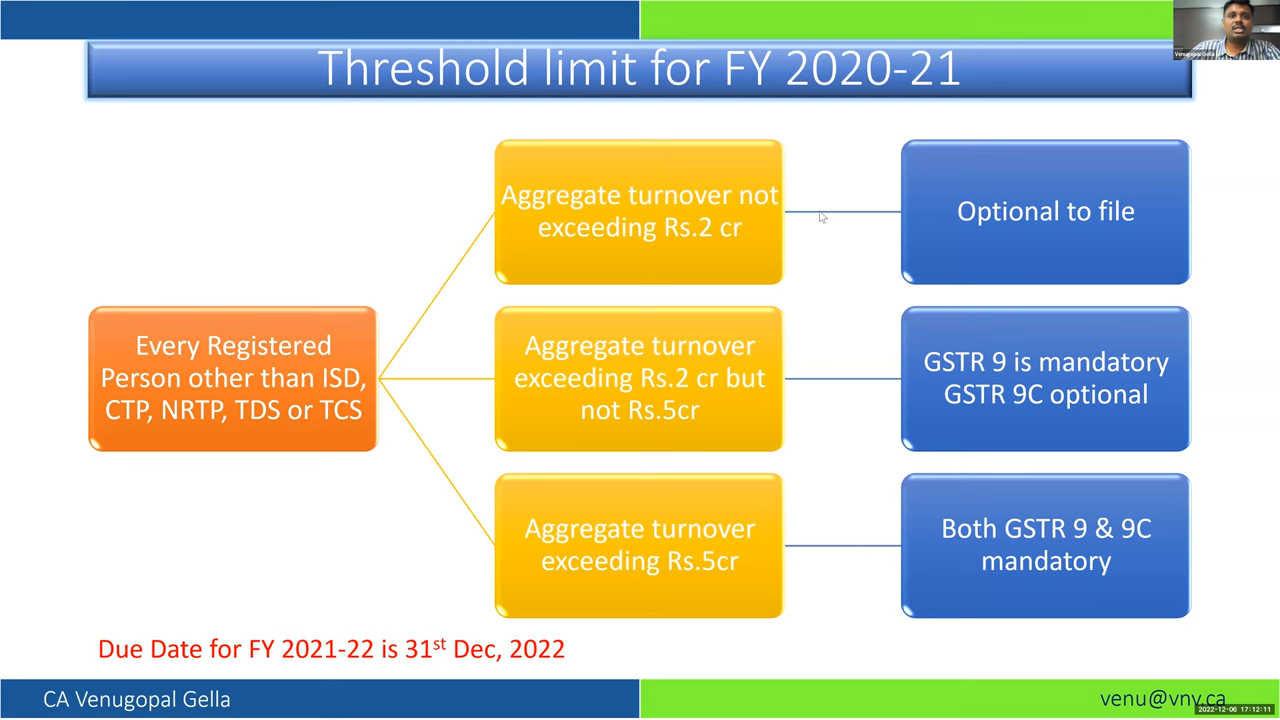 Venugopal Gella
Threshold limit for FY 2020-21
Aggregate turnover not
exceeding Rs.2 cr
Optional to file
Every Registered
Person other than ISD,
CTP, NRTP, TDS or TCS
Aggregate turnover
exceeding Rs.2 cr but
not Rs.5cr
GSTR 9 is mandatory
GSTR 9C optional
Aggregate turnover
exceeding Rs.5cr
Both GSTR 9 & 9C
mandatory
Due Date for FY 2021-22 is 31st Dec, 2022
CA Venugopal Gella
venu@vnv.ca
2022-12-06 17:12:11